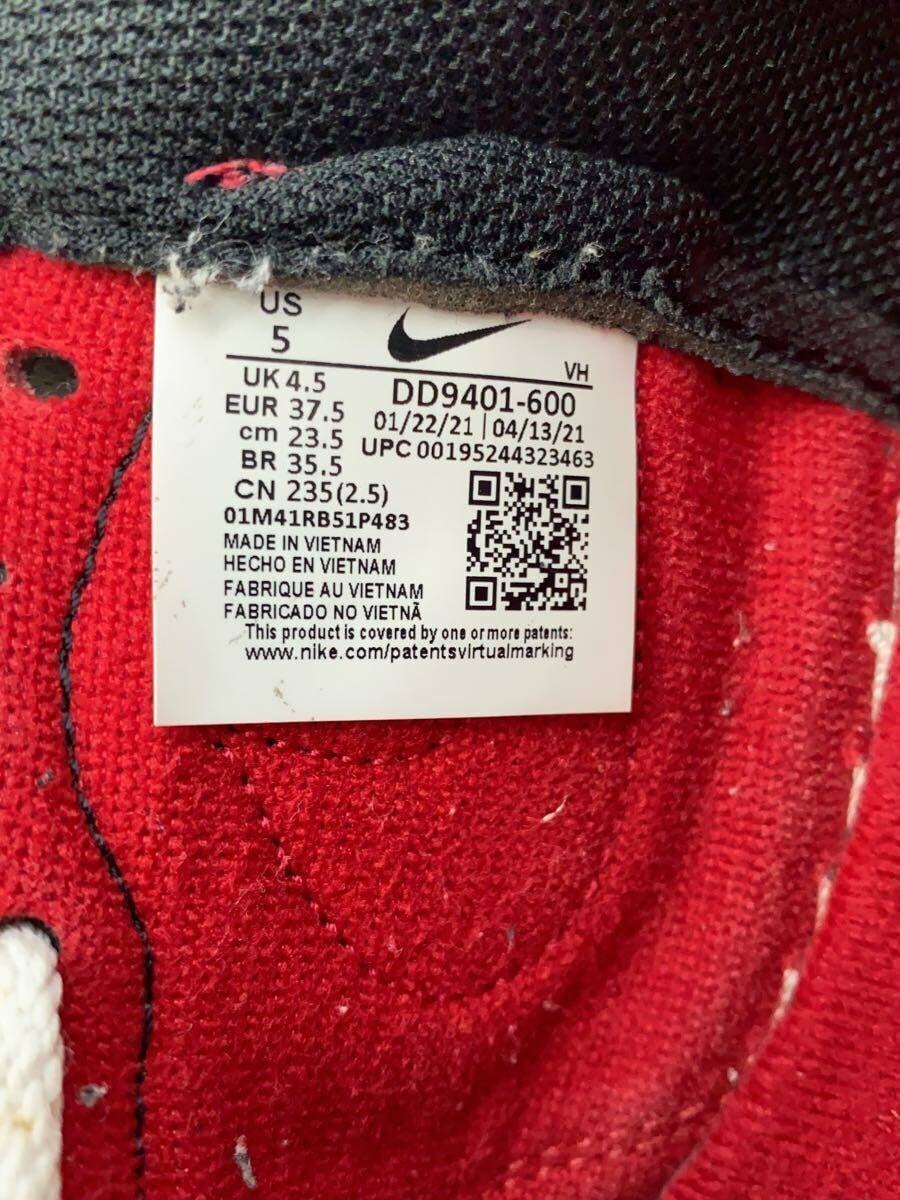 US
5
VH
UK 4.5
EUR 37.5
cm 23.5
BR 35.5
CN 235(2.5)
DD9401-600
01/22/21 | 04/13/21
UPC 00195244323463
01M41RB51P483
MADE IN VIETNAM
HECHO EN VIETNAM
FABRIQUE AU VIETNAM
FABRICADO NO VIETNÃ
This product is covered by one or more patents:
www.nike.com/patentsvirtualmarking